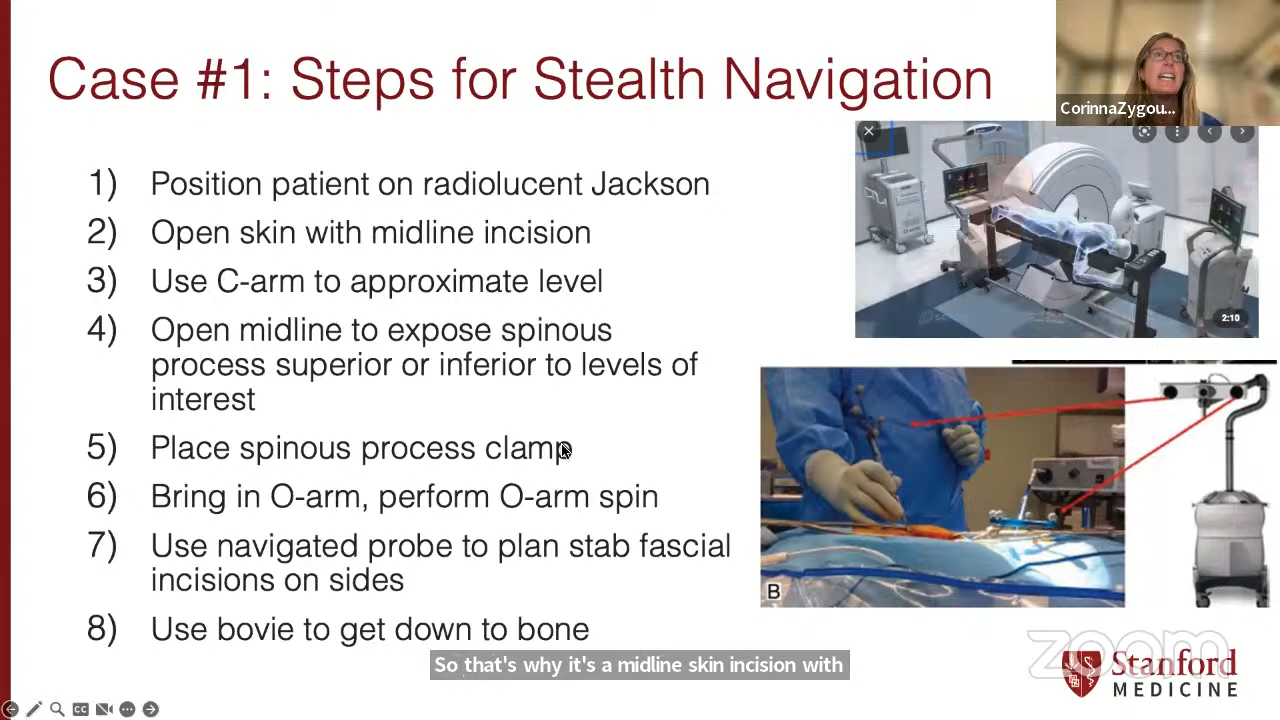 Case #1: Steps for Stealth Navigation
CorinnaZygou...
1) Position patient on radiolucent Jackson
2) Open skin with midline incision
3) Use C-arm to approximate level
4) Open midline to expose spinous
process superior or inferior to levels of
interest
5) Place spinous process clamp
6) Bring in O-arm, perform O-arm spin
7) Use navigated probe to plan stab fascial
incisions on sides
8) Use bovie to get down to bone
2:10
B
So that's why it's a midline skin incision with
zoom
Stanford
MEDICINE
CC